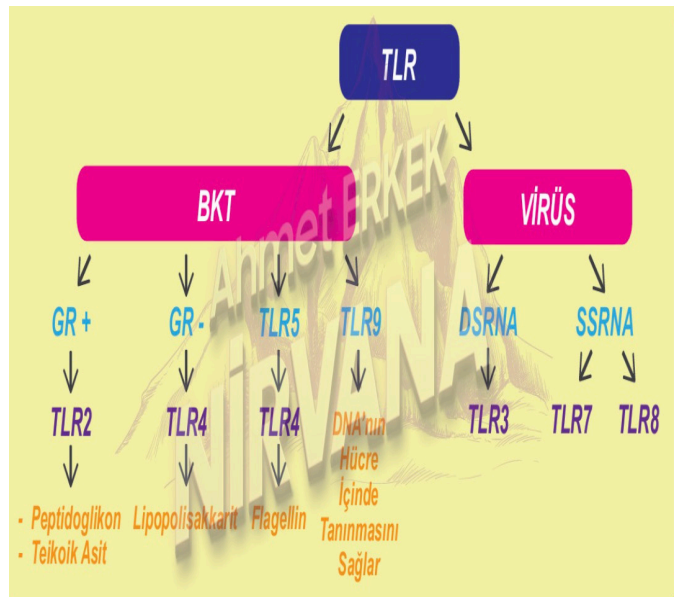 TLR
BKT
VİRÜS
GR +
GR -
TLR5
TLR9
DSRNA
SSRNA
TLR2
TLR4
TLR4
DNA'nın
Hücre
İçinde
Tanınmasını
Sağlar
TLR3
TLR7
TLR8
- Peptidoglikon
- Teikoik Asit
Lipopolisakkarit
Flagellin
Ahmet ERKEK
NİRVANA